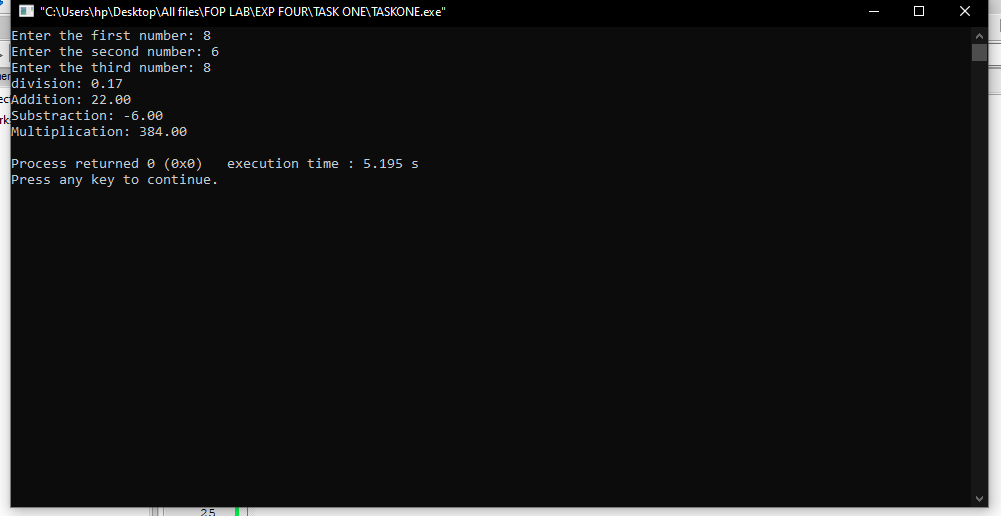 "C:\Users\hp\Desktop\All files\FOP LAB\EXP FOUR\TASK ONE\TASKONE.exe"
Enter the first number: 8
Enter the second number: 6
Enter the third number: 8
division: 0.17
Addition: 22.00
Substraction: -6.00
Multiplication: 384.00
Process returned 0 (0x0)   execution time : 5.195 s
Press any key to continue.
25